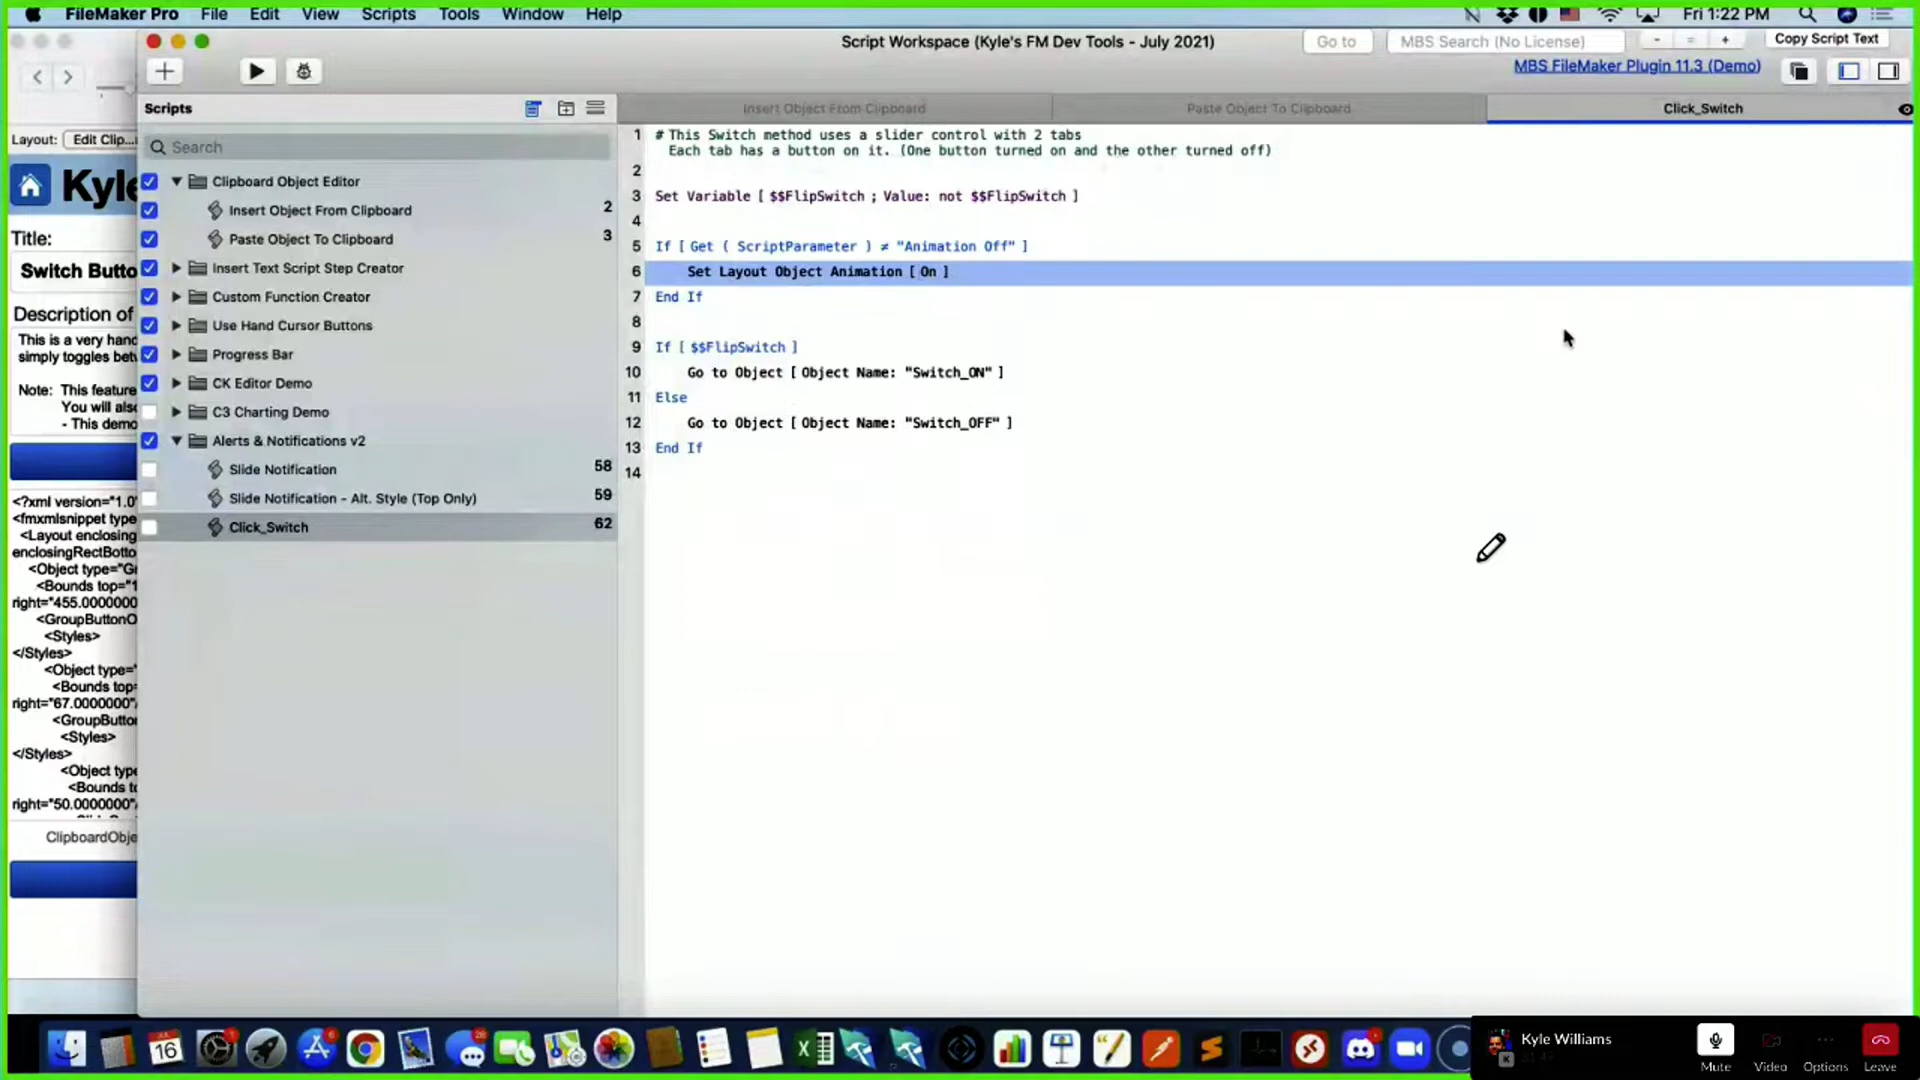 FileMaker Pro File Edit View Scripts Tools Window Help
Fri 1:22 PM
Script Workspace (Kyle's FM Dev Tools - July 2021)
Go to
MBS Search (No License)
- = +
Copy Script Text
MBS FileMaker Plugin 11.3 (Demo)
Layout: Edit Clip...
Kyle
Title:
Switch Butto
Description of
This is a very hand
simply toggles betw
Note: This feature
You will also
- This demo
<?xml version="1.0"
<fmxmlsnippet type
<Layout enclosing
enclosingRectBotto
<Object type="Gr
<Bounds top="1
right="455.0000000
<GroupButtonO
<Styles>
</Styles>
<Object type="
<Bounds top=
right="67.0000000"
<GroupButton
<Styles>
</Styles>
<Object type
<Bounds to
right="50.0000000"
ClipboardObje
Scripts
Search
Clipboard Object Editor
Insert Object From Clipboard 2
Paste Object To Clipboard 3
Insert Text Script Step Creator
Custom Function Creator
Use Hand Cursor Buttons
Progress Bar
CK Editor Demo
C3 Charting Demo
Alerts & Notifications v2
Slide Notification 58
Slide Notification - Alt. Style (Top Only) 59
Click_Switch 62
Insert Object From Clipboard
Paste Object To Clipboard
Click_Switch
1 # This Switch method uses a slider control with 2 tabs
Each tab has a button on it. (One button turned on and the other turned off)
2
3 Set Variable [ $$FlipSwitch ; Value: not $$FlipSwitch ]
4
5 If [ Get ( ScriptParameter ) ≠ "Animation Off" ]
6 Set Layout Object Animation [ On ]
7 End If
8
9 If [ $$FlipSwitch ]
10 Go to Object [ Object Name: "Switch_ON" ]
11 Else
12 Go to Object [ Object Name: "Switch_OFF" ]
13 End If
14
16
Kyle Williams
K
Mute
Video
Options
Leave